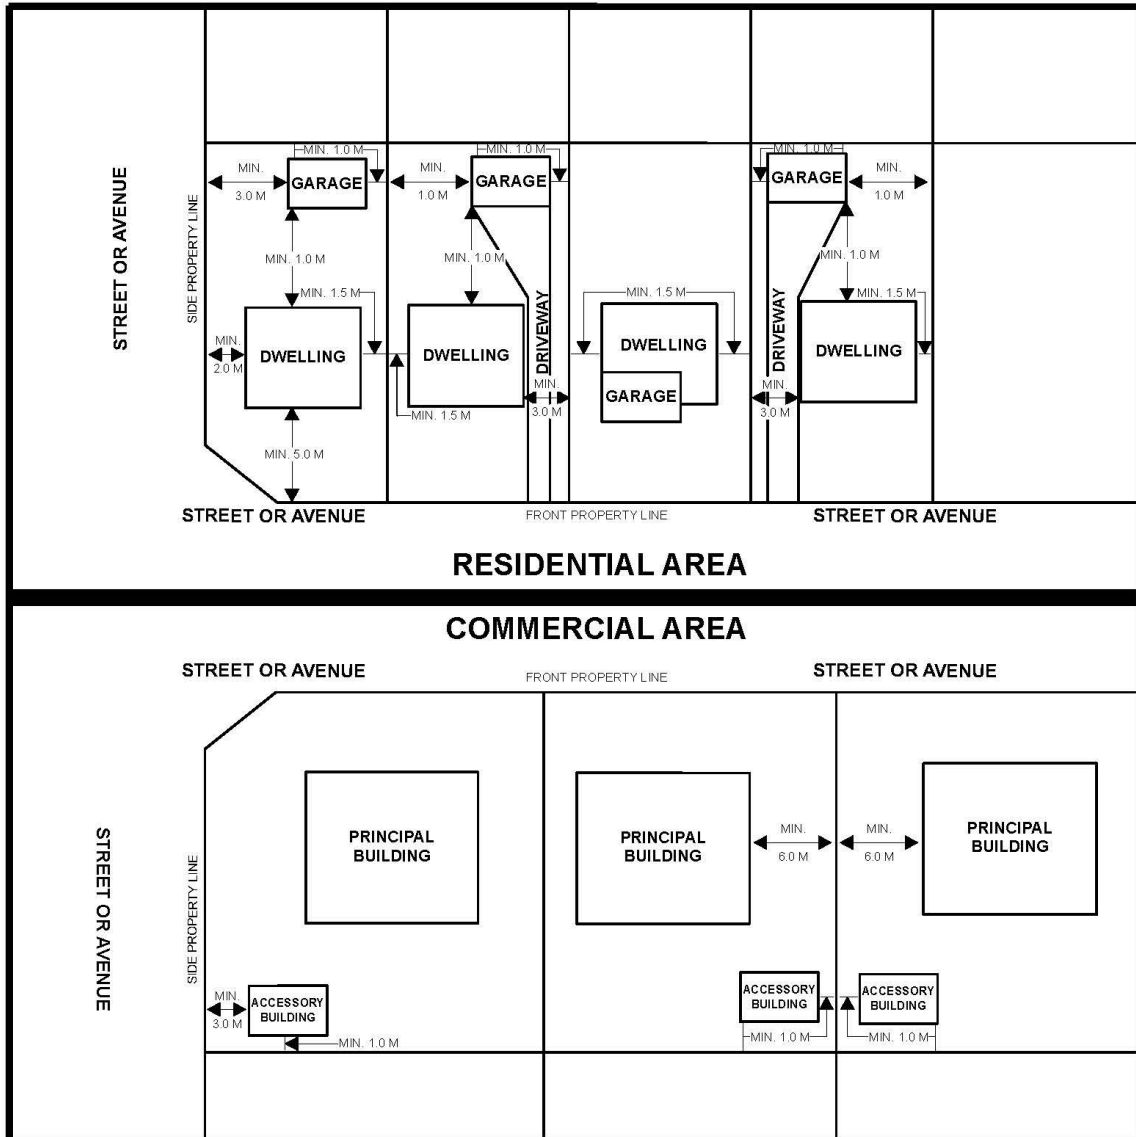 MIN. 1.0 M
MIN. 1.0 M
MIN. 1.0 M
MIN.
3.0 M
GARAGE
MIN.
1.0 M
GARAGE
GARAGE
MIN.
1.0 M
STREET OR AVENUE
SIDE PROPERTY LINE
MIN. 1.0 M
MIN. 1.0 M
MIN. 1.0 M
MIN. 1.5 M
MIN. 1.5 M
MIN. 1.5 M
MIN.
2.0 M
DWELLING
DWELLING
DRIVEWAY
DWELLING
DRIVEWAY
DWELLING
GARAGE
MIN.
3.0 M
MIN.
3.0 M
MIN. 1.5 M
MIN. 5.0 M
STREET OR AVENUE
FRONT PROPERTY LINE
STREET OR AVENUE
RESIDENTIAL AREA
COMMERCIAL AREA
STREET OR AVENUE
FRONT PROPERTY LINE
STREET OR AVENUE
PRINCIPAL
BUILDING
PRINCIPAL
BUILDING
MIN.
6.0 M
MIN.
6.0 M
PRINCIPAL
BUILDING
STREET OR AVENUE
SIDE PROPERTY LINE
MIN.
3.0 M
ACCESSORY
BUILDING
MIN. 1.0 M
ACCESSORY
BUILDING
MIN. 1.0 M
ACCESSORY
BUILDING
MIN. 1.0 M